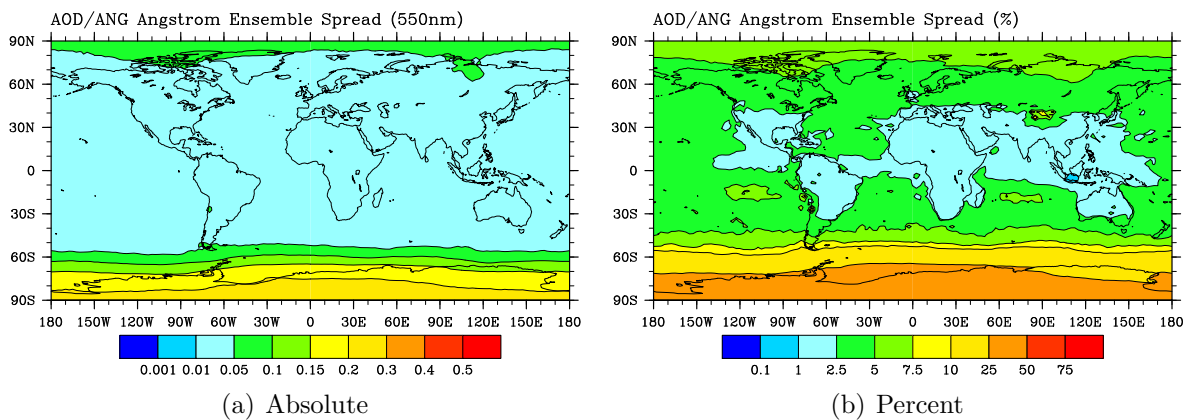 AOD/ANG Angstrom Ensemble Spread (550nm)
90N
60N
30N
0
30S
60S
90S
180 150W 120W 90W 60W 30W 0 30E 60E 90E 120E 150E 180
0.001 0.01 0.05 0.1 0.15 0.2 0.3 0.4 0.5
(a) Absolute
AOD/ANG Angstrom Ensemble Spread (%)
90N
60N
30N
0
30S
60S
90S
180 150W 120W 90W 60W 30W 0 30E 60E 90E 120E 150E 180
0.1 1 2.5 5 7.5 10 25 50 75
(b) Percent